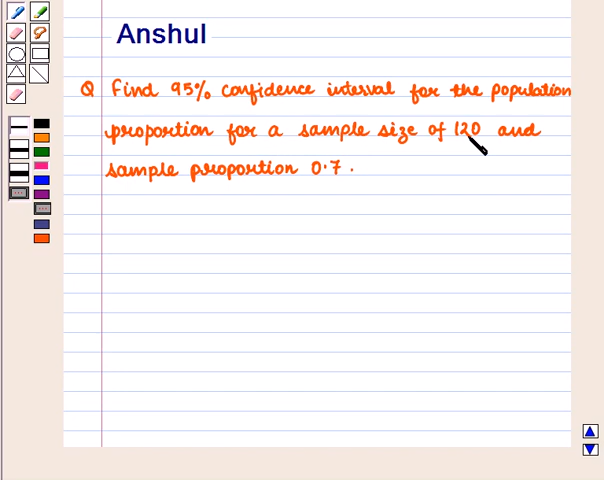 Anshul
Q Find 95% confidence interval for the population
proportion for a sample size of 120 and
sample proportion 0.7.